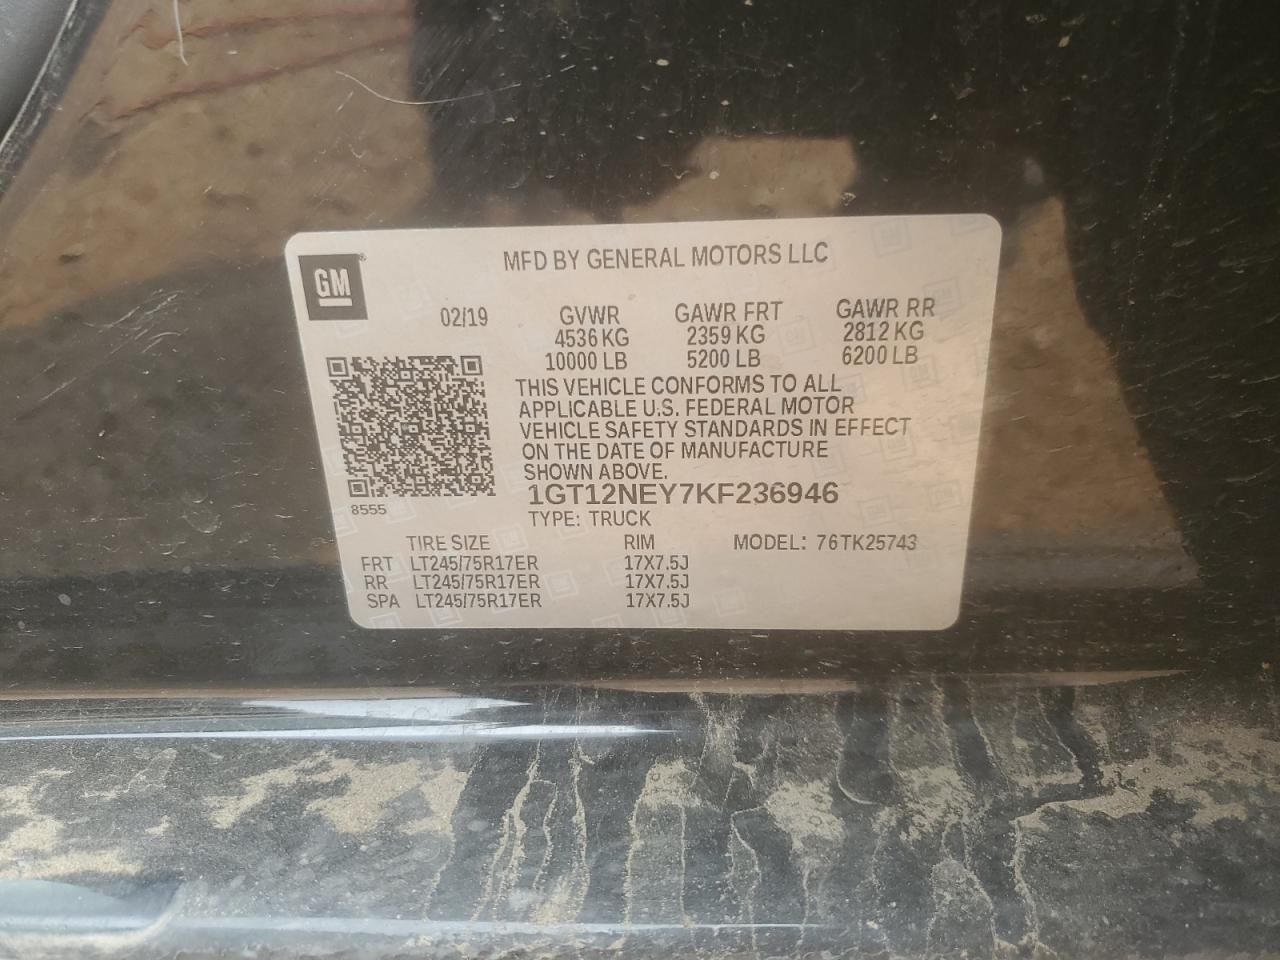 GM
MFD BY GENERAL MOTORS LLC
02/19 GVWR GAWR FRT GAWR RR
4536 KG 2359 KG 2812 KG
10000 LB 5200 LB 6200 LB
THIS VEHICLE CONFORMS TO ALL
APPLICABLE U.S. FEDERAL MOTOR
VEHICLE SAFETY STANDARDS IN EFFECT
ON THE DATE OF MANUFACTURE
SHOWN ABOVE.
1GT12NEY7KF236946
8555
TYPE: TRUCK
TIRE SIZE RIM MODEL: 76TK25743
FRT LT245/75R17ER 17X7.5J
RR LT245/75R17ER 17X7.5J
SPA LT245/75R17ER 17X7.5J